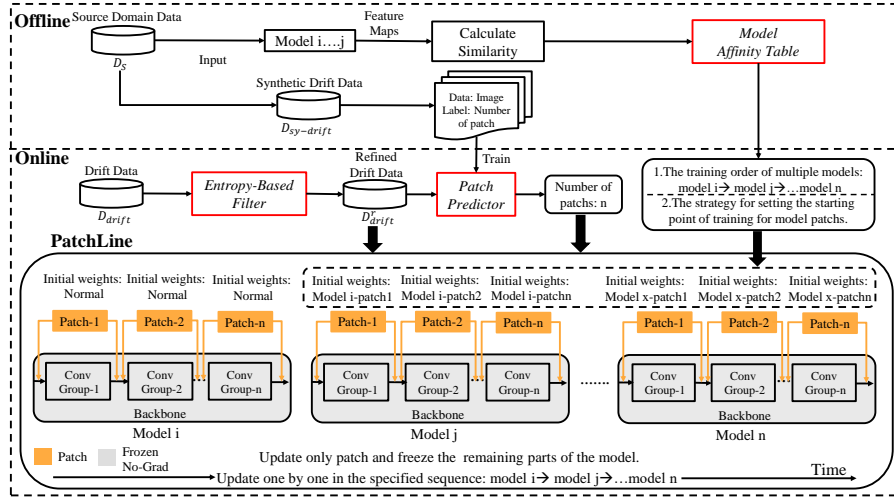 Offline
Source Domain Data
D_S
Input
Model i....j
Feature
Maps
Calculate
Similarity
Model
Affinity Table
Synthetic Drift Data
D_{sy-drift}
Data: Image
Label: Number
of patch
Train
Online
Drift Data
D_{drift}
Entropy-Based
Filter
Refined
Drift Data
D^r_{drift}
Patch
Predictor
Number of
patchs: n
1.The training order of multiple models:
model i→ model j→…model n
2.The strategy for setting the starting
point of training for model patchs.
PatchLine
Initial weights:
Normal
Initial weights:
Normal
Initial weights:
Normal
Initial weights:
Model i-patch1
Initial weights:
Model i-patch2
Initial weights:
Model i-patchn
Initial weights:
Model x-patch1
Initial weights:
Model x-patch2
Initial weights:
Model x-patchn
Patch-1
Patch-2
Patch-n
Patch-1
Patch-2
Patch-n
Patch-1
Patch-2
Patch-n
Conv
Group-1
Conv
Group-2
...
Conv
Group-n
Backbone
Model i
Conv
Group-1
Conv
Group-2
...
Conv
Group-n
Backbone
Model j
.......
Conv
Group-1
Conv
Group-2
...
Conv
Group-n
Backbone
Model n
Patch
Frozen
No-Grad
Update only patch and freeze the remaining parts of the model.
Update one by one in the specified sequence: model i→ model j→…model n
Time